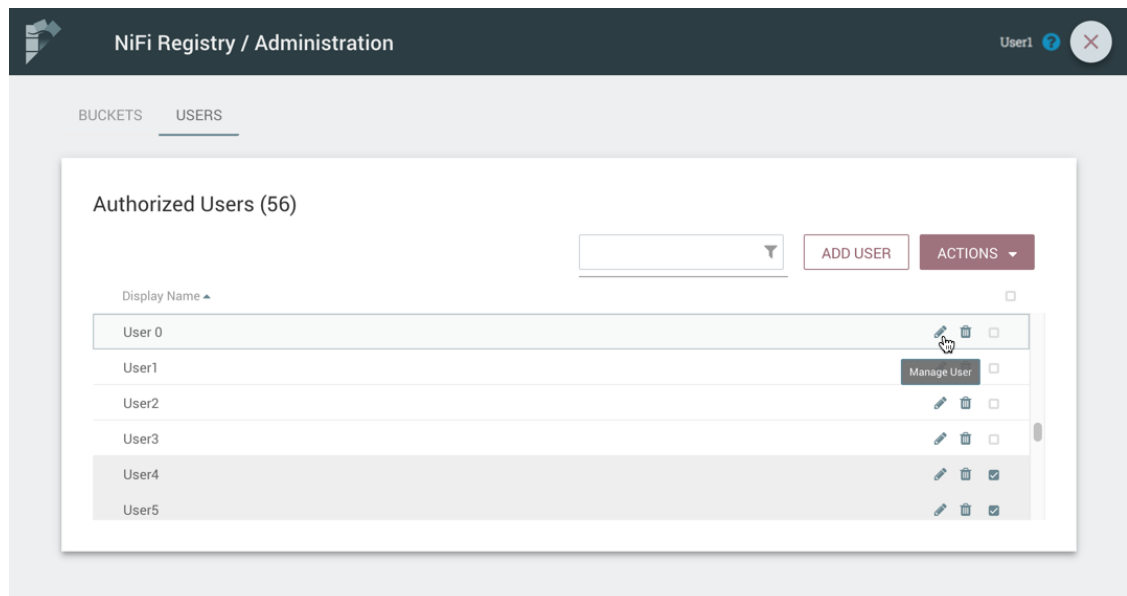 NiFi Registry / Administration
User1
BUCKETS USERS
Authorized Users (56)
ADD USER ACTIONS
Display Name
User 0
User1
Manage User
User2
User3
User4
User5